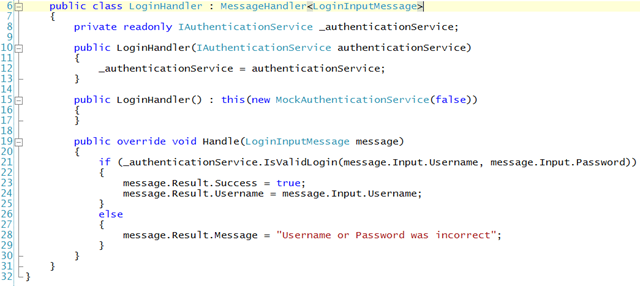 6 public class LoginHandler : MessageHandler<LoginInputMessage>
7 {
8 private readonly IAuthenticationService _authenticationService;
9
10 public LoginHandler(IAuthenticationService authenticationService)
11 {
12 _authenticationService = authenticationService;
13 }
14
15 public LoginHandler() : this(new MockAuthenticationService(false))
17 {
17 }
18
19 public override void Handle(LoginInputMessage message)
20 {
21 if (_authenticationService.IsValidLogin(message.Input.Username, message.Input.Password))
22 {
23 message.Result.Success = true;
24 message.Result.Username = message.Input.Username;
25 }
26 else
27 {
28 message.Result.Message = "Username or Password was incorrect";
29 }
30 }
31 }
32 }